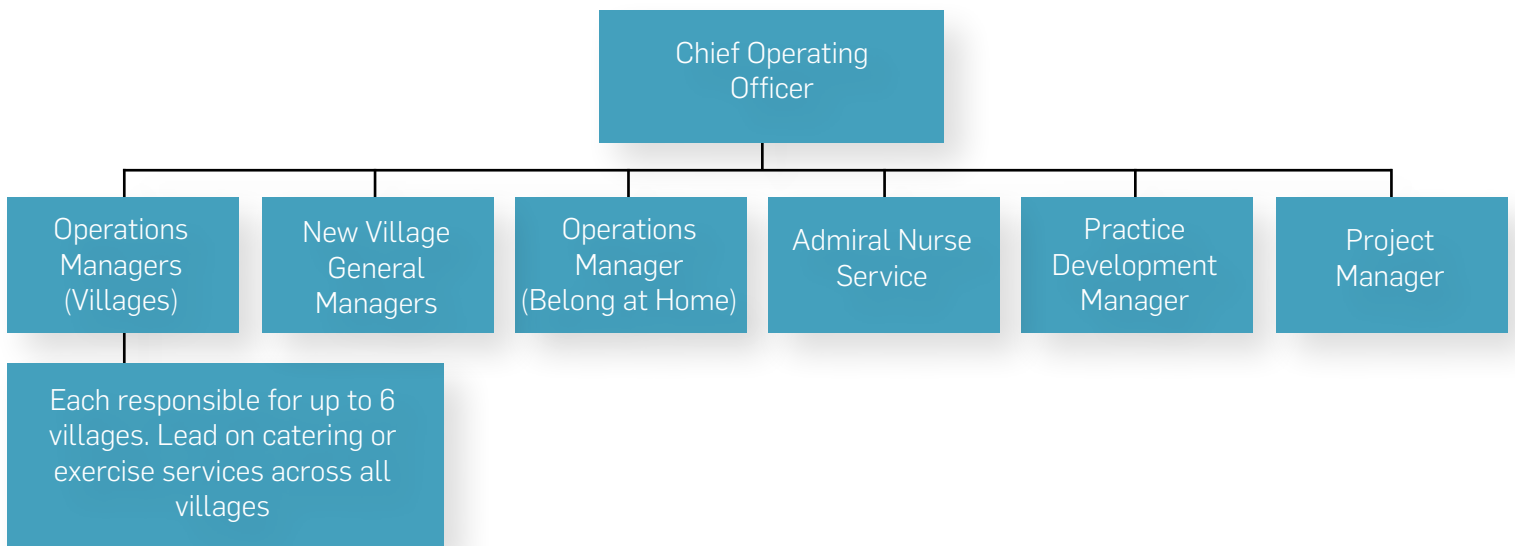 Chief Operating
Officer
Operations
Managers
(Villages)
New Village
General
Managers
Operations
Manager
(Belong at Home)
Admiral Nurse
Service
Practice
Development
Manager
Project
Manager
Each responsible for up to 6
villages. Lead on catering or
exercise services across all
villages